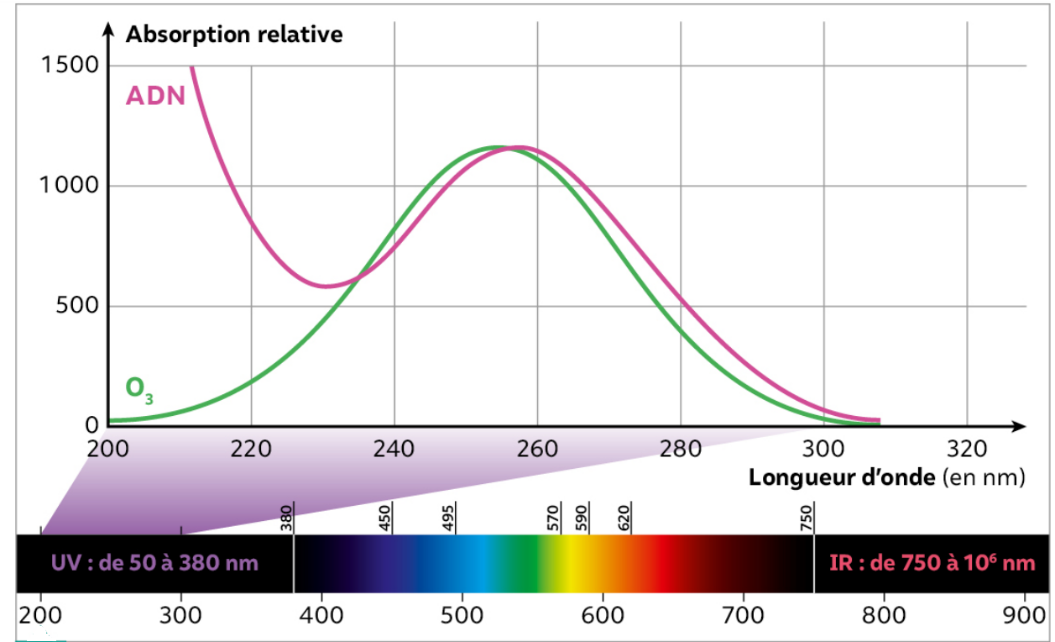 Absorption relative
1500
ADN
1000
500
O₃
0
200 220 240 260 280 300 320
Longueur d'onde (en nm)
380 450 495 570 590 620 750
UV : de 50 à 380 nm IR : de 750 à 10⁶ nm
200 300 400 500 600 700 800 900